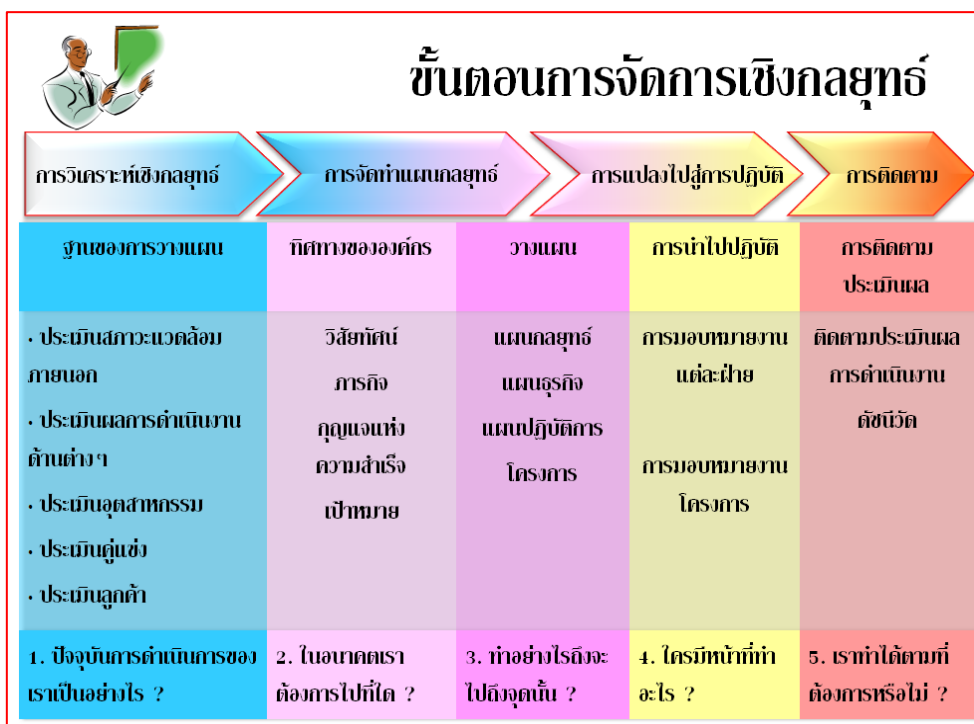 ขั้นตอนการจัดการเชิงกลยุทธ์
การวิเคราะห์เชิงกลยุทธ์
การจัดทำแผนกลยุทธ์
การแปลงไปสู่การปฏิบัติ
การติดตาม
ฐานของการวางแผน
ทิศทางขององค์กร
วางแผน
การนำไปปฏิบัติ
การติดตาม
ประเมินผล
· ประเมินสภาวะแวดล้อม
ภายนอก
· ประเมินผลการดำเนินงาน
ด้านต่างๆ
· ประเมินอุตสาหกรรม
· ประเมินคู่แข่ง
· ประเมินลูกค้า
วิสัยทัศน์
ภารกิจ
กุญแจแห่ง
ความสำเร็จ
เป้าหมาย
แผนกลยุทธ์
แผนธุรกิจ
แผนปฏิบัติการ
โครงการ
การมอบหมายงาน
แต่ละฝ่าย
การมอบหมายงาน
โครงการ
ติดตามประเมินผล
การดำเนินงาน
ดัชนีวัด
1. ปัจจุบันการดำเนินการของ
เราเป็นอย่างไร ?
2. ในอนาคตเรา
ต้องการไปที่ใด ?
3. ทำอย่างไรถึงจะ
ไปถึงจุดนั้น ?
4. ใครมีหน้าที่ทำ
อะไร ?
5. เราทำได้ตามที่
ต้องการหรือไม่ ?